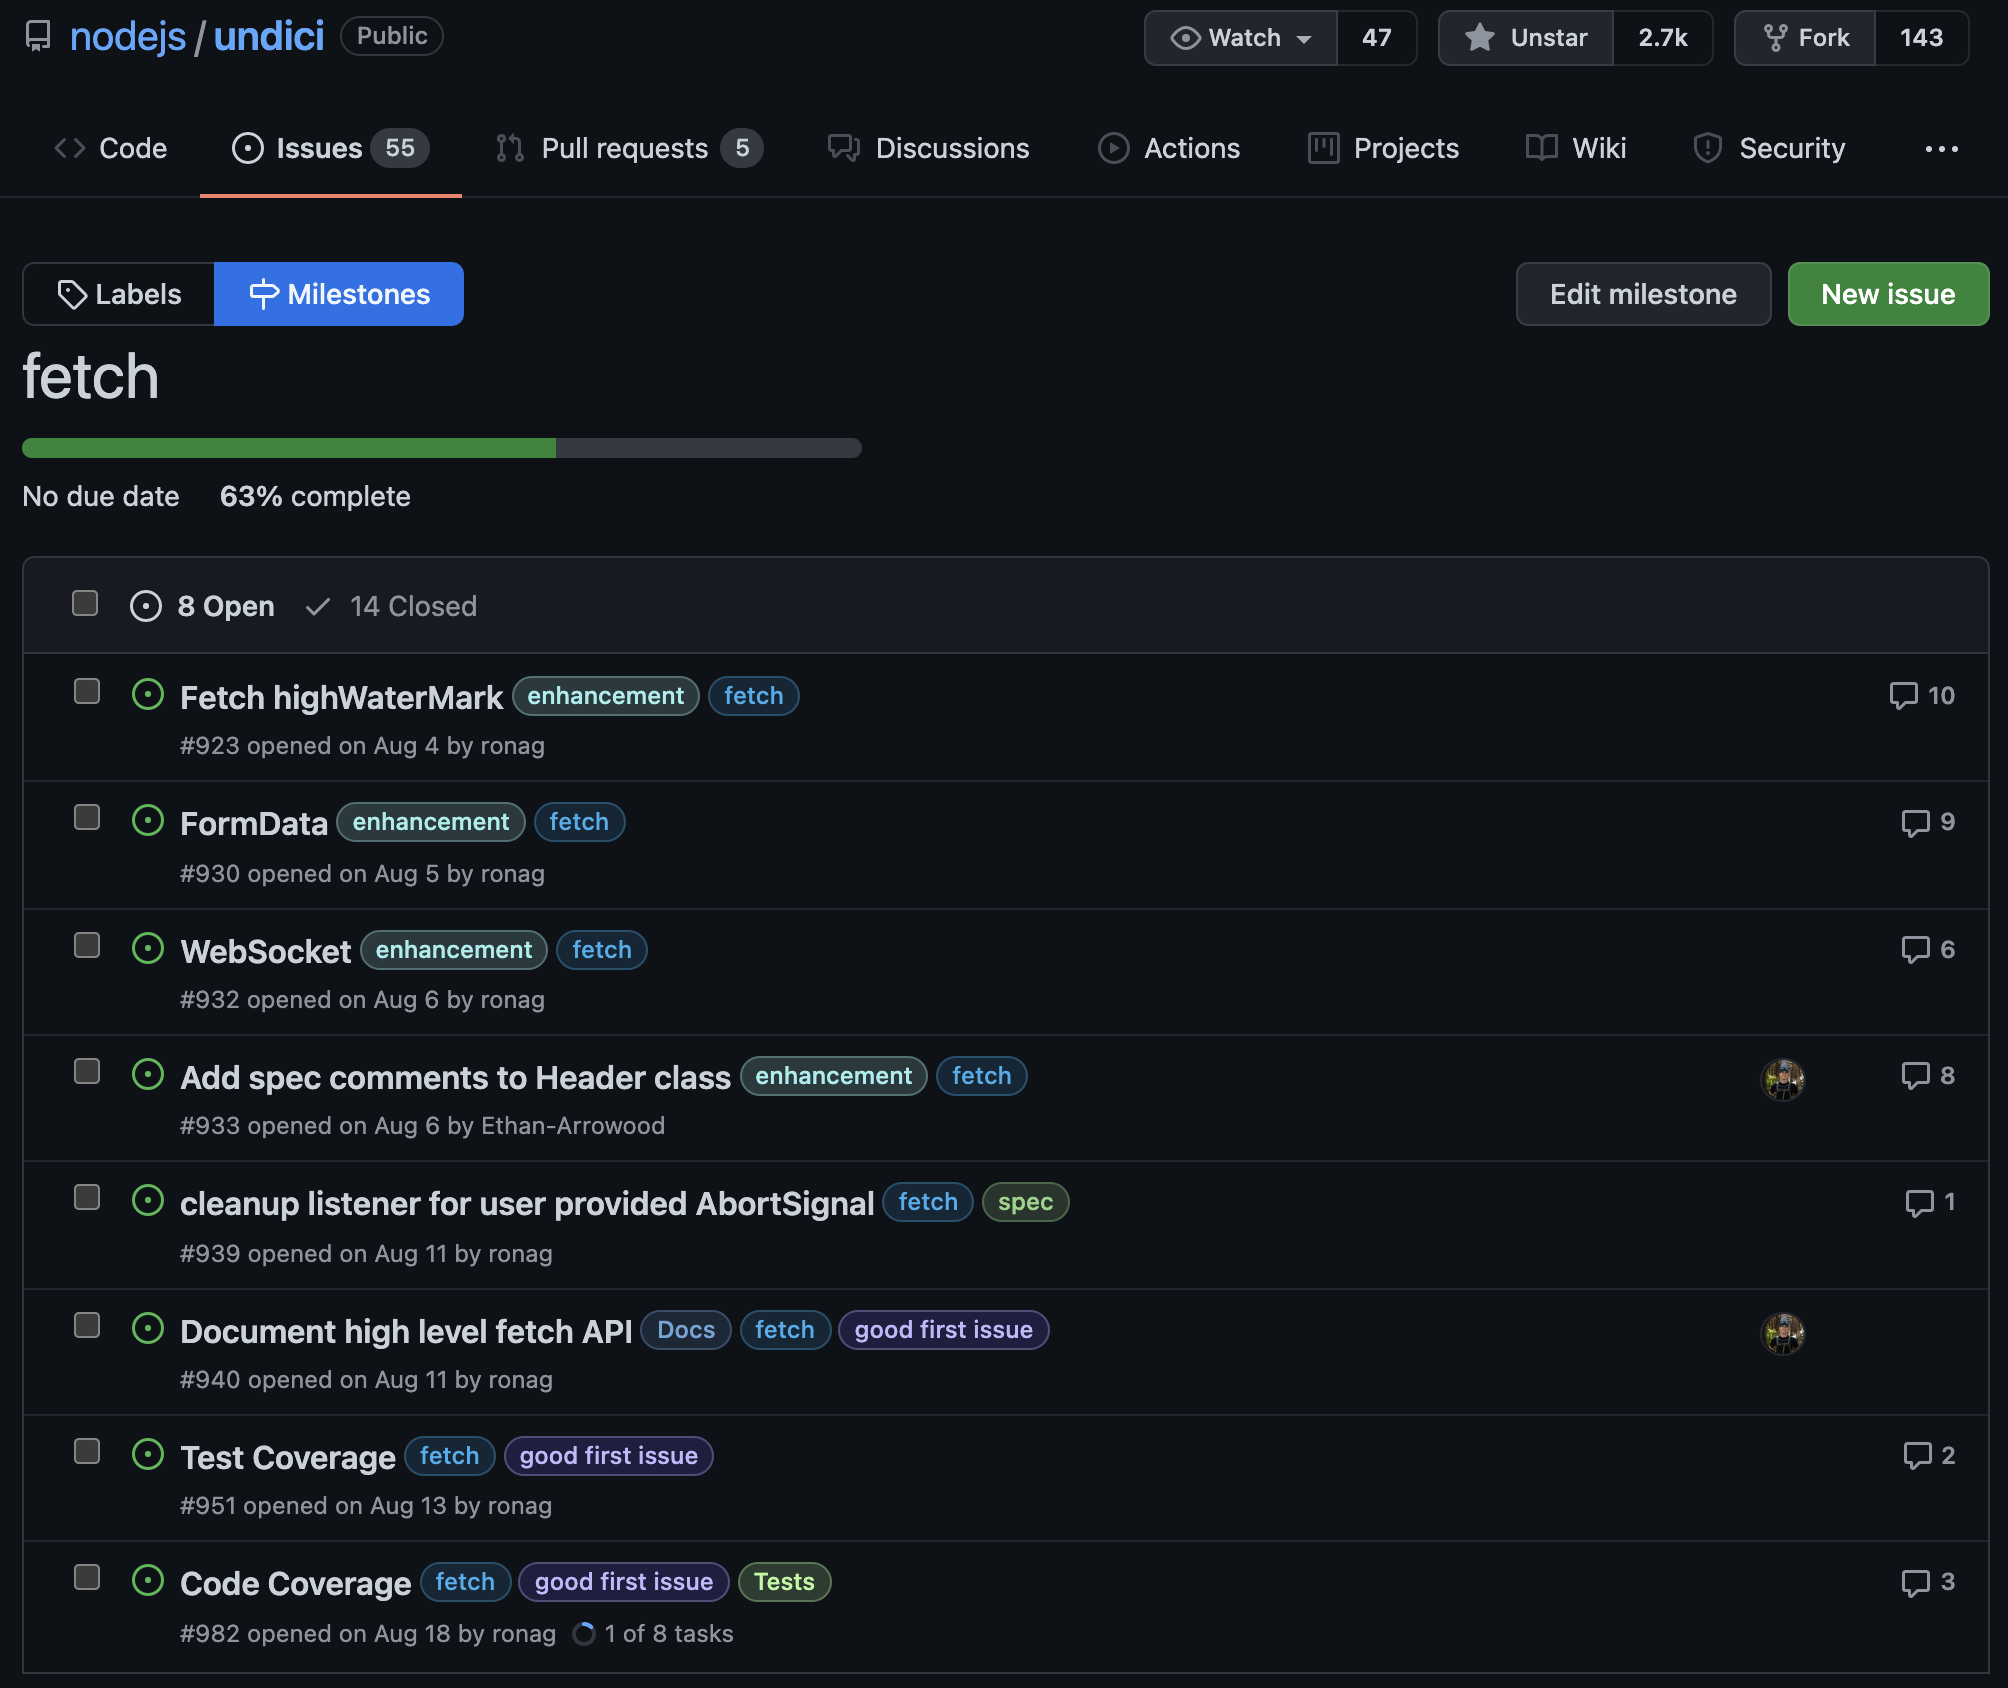 nodejs / undici Public Watch 47 Unstar 2.7k Fork 143
Code Issues 55 Pull requests 5 Discussions Actions Projects Wiki Security
Labels Milestones Edit milestone New issue
fetch
No due date 63% complete
8 Open 14 Closed
Fetch highWaterMark enhancement fetch 10
#923 opened on Aug 4 by ronag
FormData enhancement fetch 9
#930 opened on Aug 5 by ronag
WebSocket enhancement fetch 6
#932 opened on Aug 6 by ronag
Add spec comments to Header class enhancement fetch 8
#933 opened on Aug 6 by Ethan-Arrowood
cleanup listener for user provided AbortSignal fetch spec 1
#939 opened on Aug 11 by ronag
Document high level fetch API Docs fetch good first issue
#940 opened on Aug 11 by ronag
Test Coverage fetch good first issue 2
#951 opened on Aug 13 by ronag
Code Coverage fetch good first issue Tests 3
#982 opened on Aug 18 by ronag 1 of 8 tasks